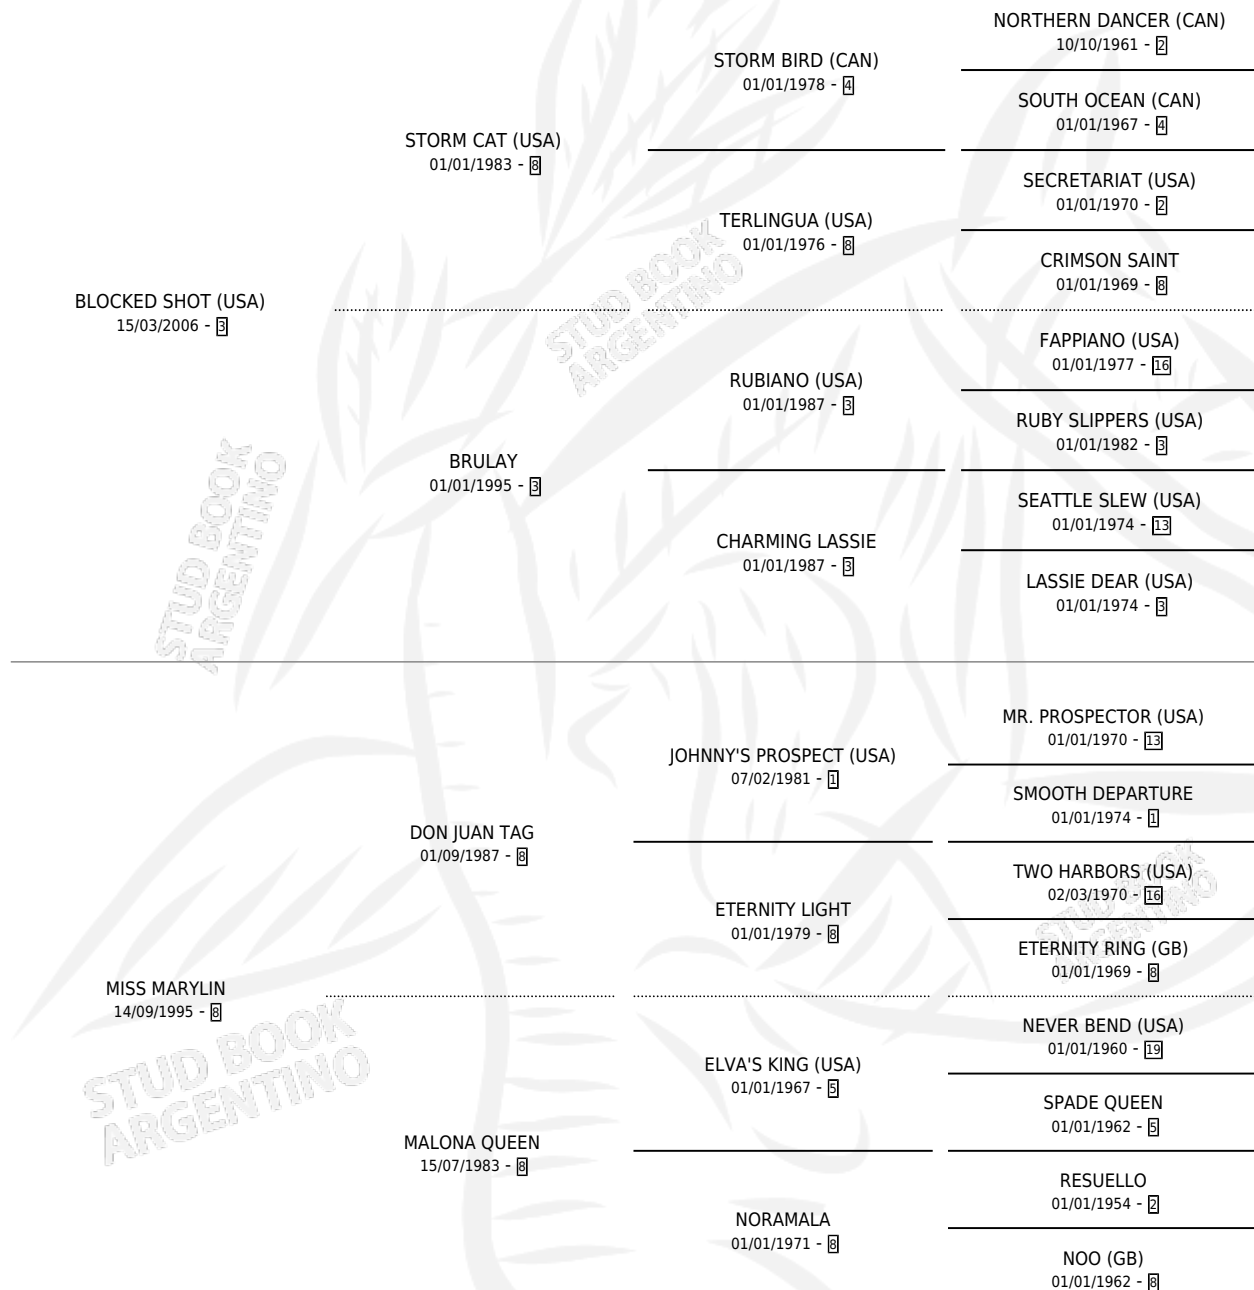 NORTHERN DANCER (CAN)
10/10/1961 - 2
STORM BIRD (CAN)
01/01/1978 - 4
SOUTH OCEAN (CAN)
01/01/1967 - 4
STORM CAT (USA)
01/01/1983 - 8
SECRETARIAT (USA)
01/01/1970 - 2
TERLINGUA (USA)
01/01/1976 - 8
CRIMSON SAINT
01/01/1969 - 8
BLOCKED SHOT (USA)
15/03/2006 - 3
FAPPIANO (USA)
01/01/1977 - 16
RUBIANO (USA)
01/01/1987 - 3
RUBY SLIPPERS (USA)
01/01/1982 - 3
BRULAY
01/01/1995 - 3
SEATTLE SLEW (USA)
01/01/1974 - 13
CHARMING LASSIE
01/01/1987 - 3
LASSIE DEAR (USA)
01/01/1974 - 3
MR. PROSPECTOR (USA)
01/01/1970 - 13
JOHNNY'S PROSPECT (USA)
07/02/1981 - 1
SMOOTH DEPARTURE
01/01/1974 - 1
DON JUAN TAG
01/09/1987 - 8
TWO HARBORS (USA)
02/03/1970 - 16
ETERNITY LIGHT
01/01/1979 - 8
ETERNITY RING (GB)
01/01/1969 - 8
MISS MARYLIN
14/09/1995 - 8
NEVER BEND (USA)
01/01/1960 - 19
ELVA'S KING (USA)
01/01/1967 - 5
SPADE QUEEN
01/01/1962 - 5
MALONA QUEEN
15/07/1983 - 8
RESUELLO
01/01/1954 - 2
NORAMALA
01/01/1971 - 8
NOO (GB)
01/01/1962 - 8
STUD BOOK
ARGENTINO
STUD BOOK
ARGENTINO
STUD BOOK
ARGENTINO
STUD BOOK
ARGENTINO